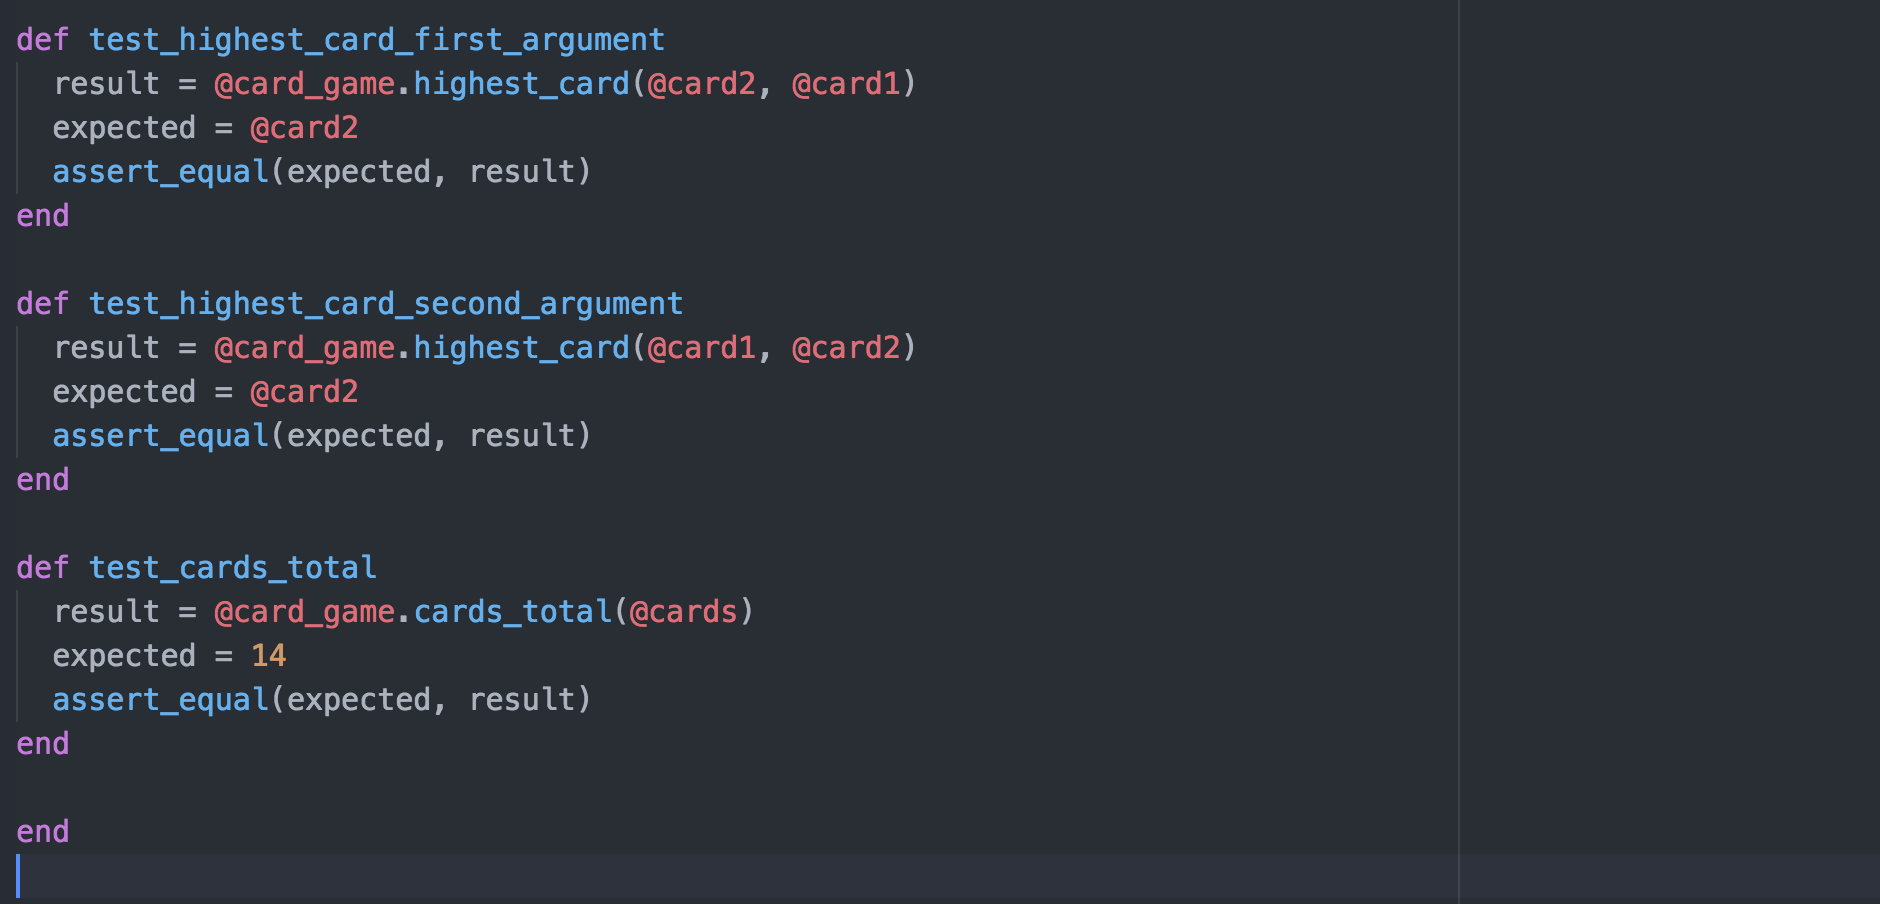 def test_highest_card_first_argument
  result = @card_game.highest_card(@card2, @card1)
  expected = @card2
  assert_equal(expected, result)
end

def test_highest_card_second_argument
  result = @card_game.highest_card(@card1, @card2)
  expected = @card2
  assert_equal(expected, result)
end

def test_cards_total
  result = @card_game.cards_total(@cards)
  expected = 14
  assert_equal(expected, result)
end

end